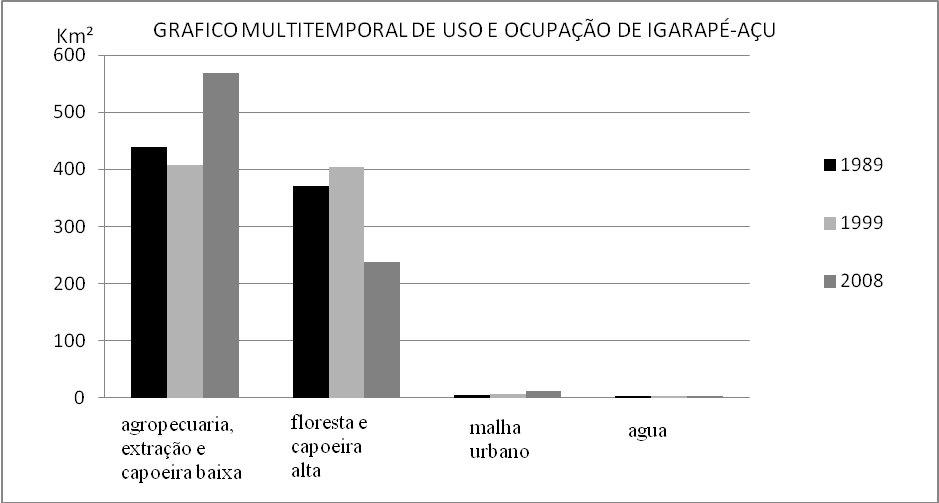 GRAFICO MULTITEMPORAL DE USO E OCUPAÇÃO DE IGARAPÉ-AÇU
Km²
600
500
400
300
200
100
0
agropecuaria,
extração e
capoeira baixa
floresta e
capoeira
alta
malha
urbano
agua
1989
1999
2008